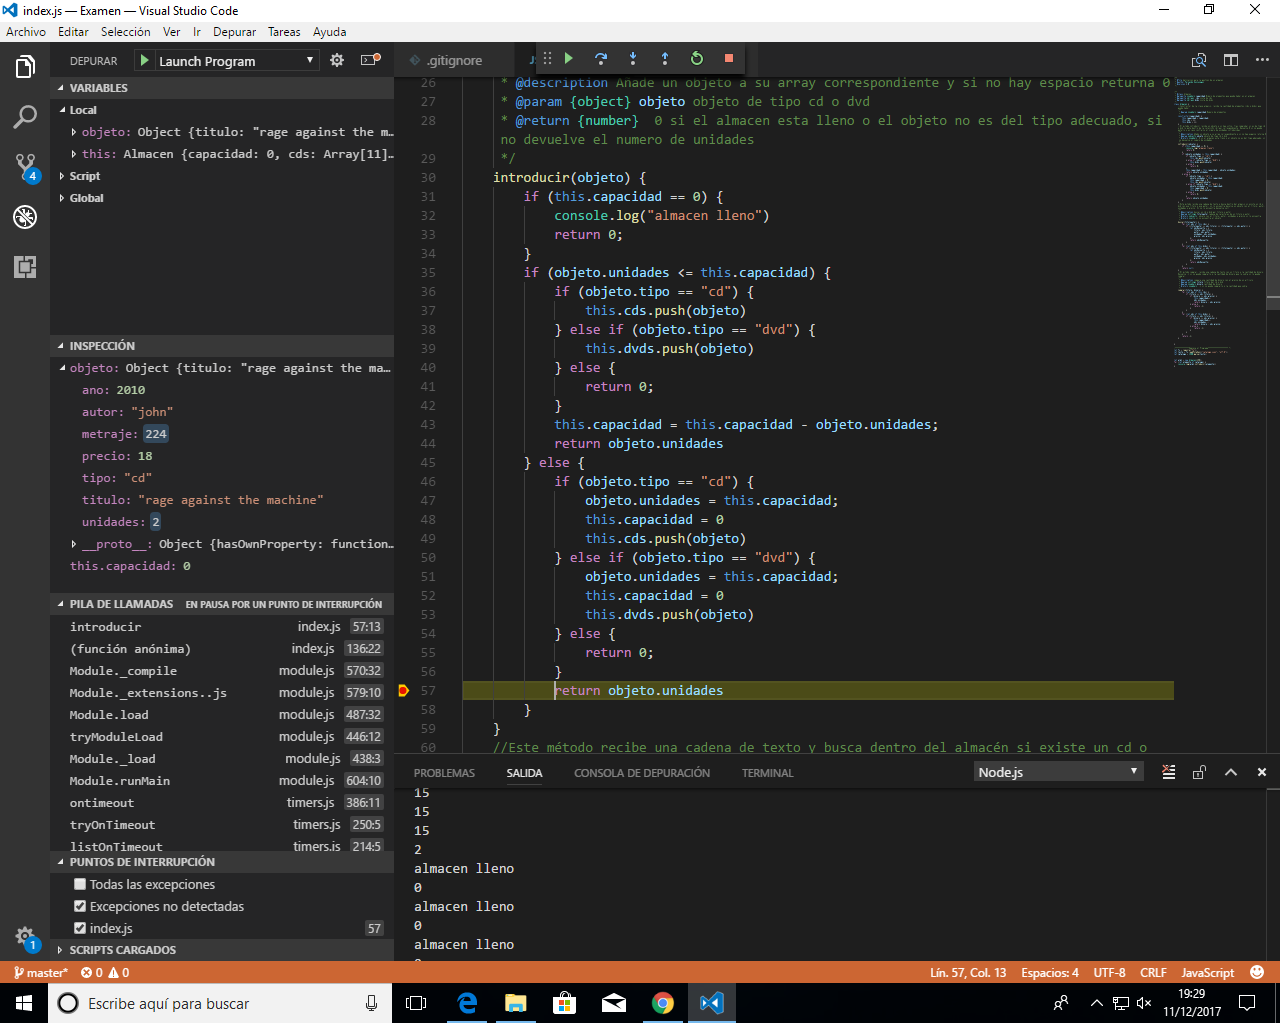 index.js — Examen — Visual Studio Code
Archivo Editar Selección Ver Ir Depurar Tareas Ayuda
DEPURAR Launch Program
VARIABLES
Local
objeto: Object {titulo: "rage against the m…
this: Almacen {capacidad: 0, cds: Array[11]…
Script
Global
INSPECCIÓN
objeto: Object {titulo: "rage against the ma…
ano: 2010
autor: "john"
metraje: 224
precio: 18
tipo: "cd"
titulo: "rage against the machine"
unidades: 2
__proto__: Object {hasOwnProperty: function…
this.capacidad: 0
PILA DE LLAMADAS EN PAUSA POR UN PUNTO DE INTERRUPCIÓN
introducir index.js 57:13
(función anónima) index.js 136:22
Module._compile module.js 570:32
Module._extensions..js module.js 579:10
Module.load module.js 487:32
tryModuleLoad module.js 446:12
Module._load module.js 438:3
Module.runMain module.js 604:10
ontimeout timers.js 386:11
tryOnTimeout timers.js 250:5
listOnTimeout timers.js 214:5
PUNTOS DE INTERRUPCIÓN
Todas las excepciones
Excepciones no detectadas
index.js 57
SCRIPTS CARGADOS
4
1
.gitignore
26 * @description Añade un objeto a su array correspondiente y si no hay espacio returna 0
27 * @param {object} objeto objeto de tipo cd o dvd
28 * @return {number}  0 si el almacen esta lleno o el objeto no es del tipo adecuado, si
no devuelve el numero de unidades
29 */
30 introducir(objeto) {
31 if (this.capacidad == 0) {
32 console.log("almacen lleno")
33 return 0;
34 }
35 if (objeto.unidades <= this.capacidad) {
36 if (objeto.tipo == "cd") {
37 this.cds.push(objeto)
38 } else if (objeto.tipo == "dvd") {
39 this.dvds.push(objeto)
40 } else {
41 return 0;
42 }
43 this.capacidad = this.capacidad - objeto.unidades;
44 return objeto.unidades
45 } else {
46 if (objeto.tipo == "cd") {
47 objeto.unidades = this.capacidad;
48 this.capacidad = 0
49 this.cds.push(objeto)
50 } else if (objeto.tipo == "dvd") {
51 objeto.unidades = this.capacidad;
52 this.capacidad = 0
53 this.dvds.push(objeto)
54 } else {
55 return 0;
56 }
57 return objeto.unidades
58 }
59 }
60 //Este método recibe una cadena de texto y busca dentro del almacén si existe un cd o
PROBLEMAS SALIDA CONSOLA DE DEPURACIÓN TERMINAL Node.js
15
15
15
2
almacen lleno
0
almacen lleno
0
almacen lleno
master* 0 0 Lín. 57, Col. 13 Espacios: 4 UTF-8 CRLF JavaScript
Escribe aquí para buscar
19:29
11/12/2017